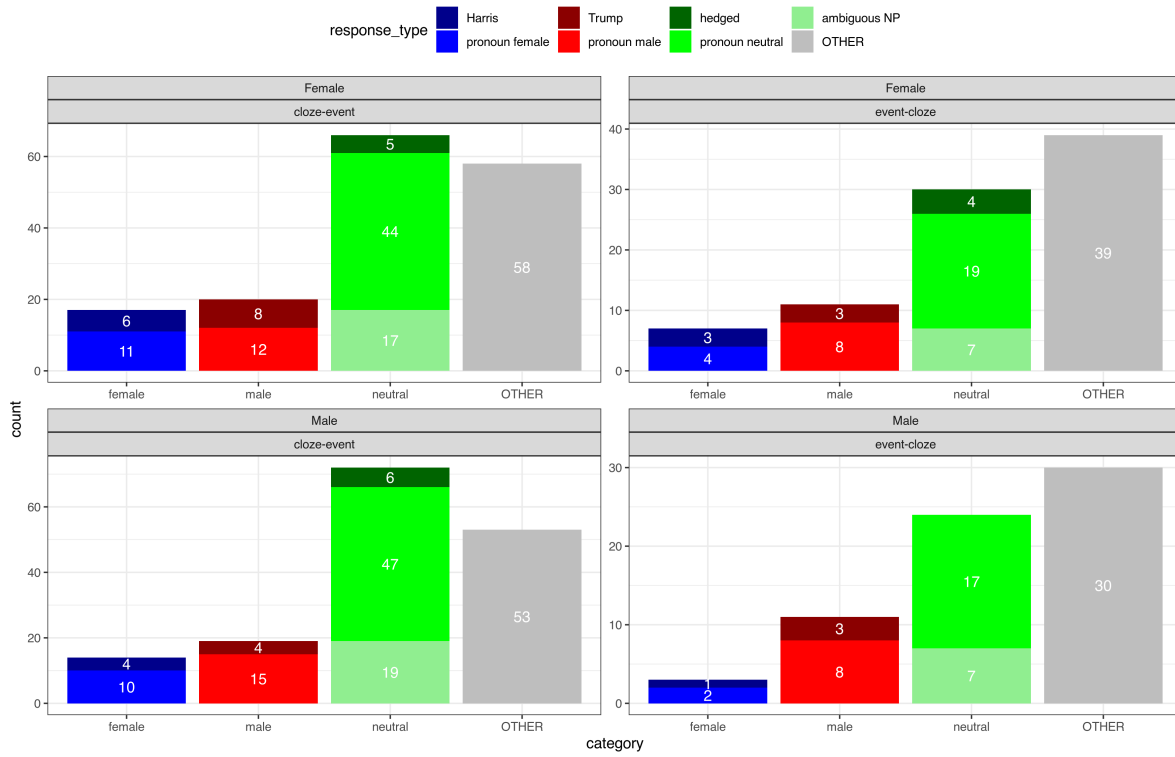 response_type
Harris
Trump
hedged
ambiguous NP
pronoun female
pronoun male
pronoun neutral
OTHER
Female
cloze-event
60
40
20
0
5
44
17
6
11
8
12
58
female
male
neutral
OTHER
Female
event-cloze
40
30
20
10
0
39
4
19
7
3
8
3
4
female
male
neutral
OTHER
Male
cloze-event
60
40
20
0
6
47
19
4
10
4
15
53
female
male
neutral
OTHER
Male
event-cloze
30
20
10
0
17
7
30
3
8
1
2
female
male
neutral
OTHER
count
category